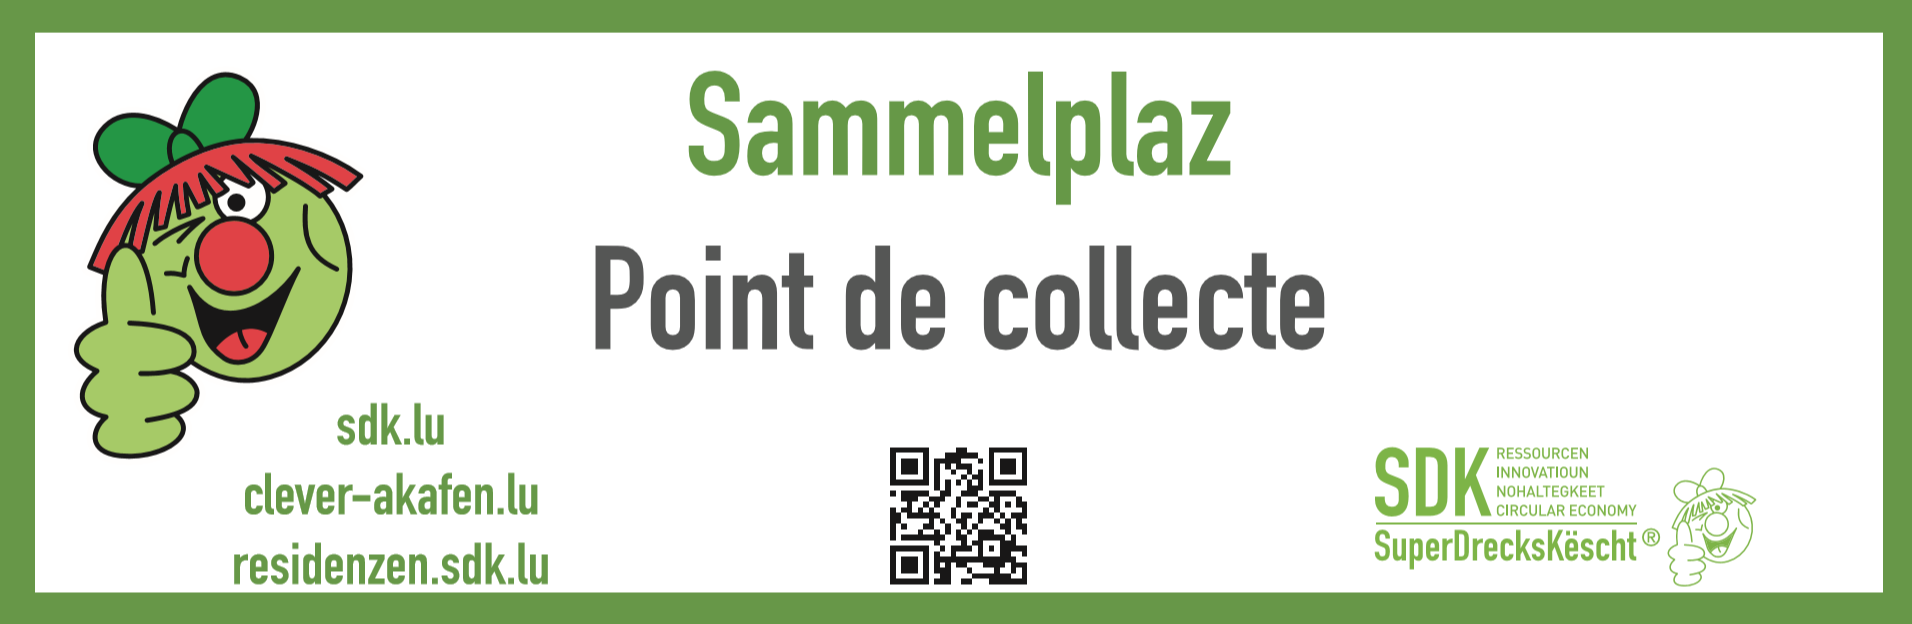 Sammelplaz
Point de collecte
sdk.lu
clever-akafen.lu
residenzen.sdk.lu
SDK
RESSOURCEN
INNOVATIOUN
NOHALTEGKEET
CIRCULAR ECONOMY
SuperDrecksKëscht®